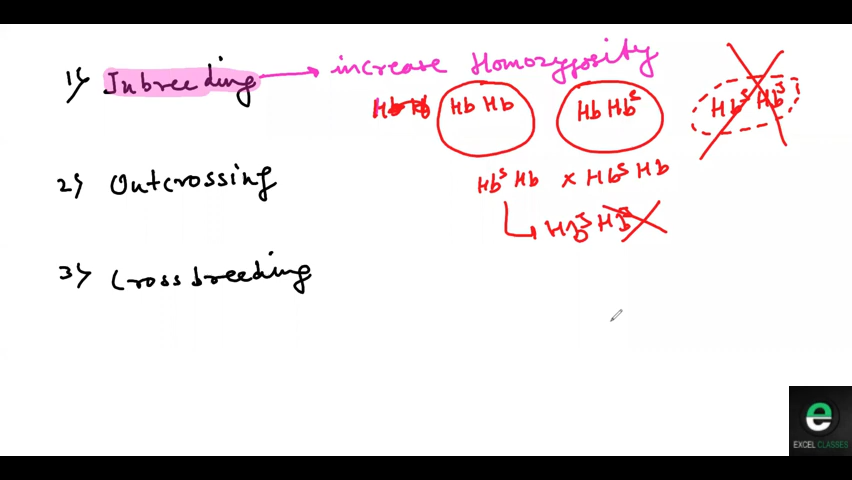 1) Inbreeding → increase Homozygosity
Hb Hb Hb Hb Hb Hbˢ Hbˢ Hbˢ
2) Outcrossing
Hbˢ Hb × Hbˢ Hb
Hbˢ Hbˢ
3) Crossbreeding
e
EXCEL CLASSES